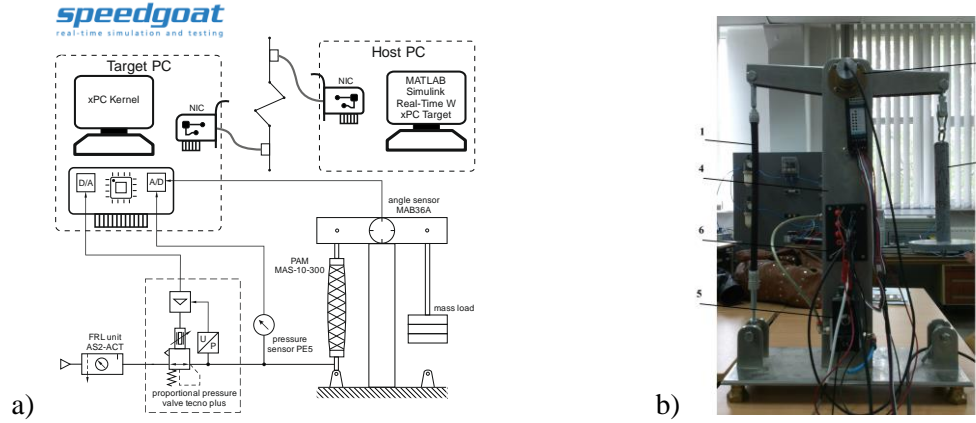 speedgoat
real-time simulation and testing
Target PC
Host PC
xPC Kernel
NIC
NIC
MATLAB
Simulink
Real-Time W
xPC Target
D/A
A/D
angle sensor
MAB36A
PAM
MAS-10-300
mass load
FRL unit
AS2-ACT
U
P
pressure
sensor PE5
proportional pressure
valve tecno plus
a)
1
4
6
5
b)